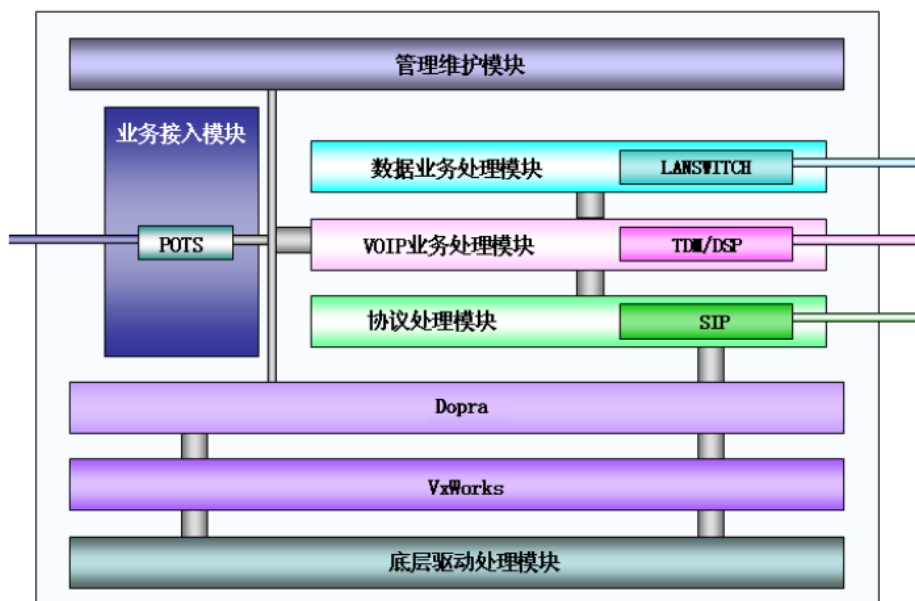 管理维护模块
业务接入模块
数据业务处理模块
LANSWITCH
POTS
VOIP业务处理模块
TDM/DSP
协议处理模块
SIP
Dopra
VxWorks
底层驱动处理模块